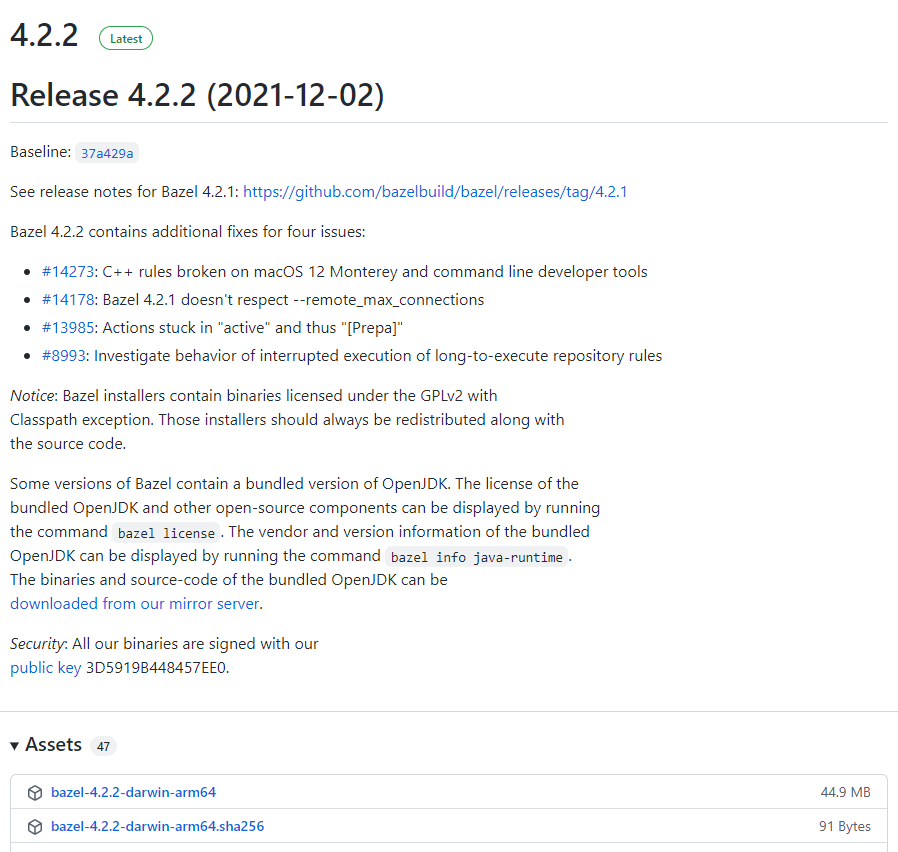 4.2.2 Latest
Release 4.2.2 (2021-12-02)
Baseline: 37a429a
See release notes for Bazel 4.2.1: https://github.com/bazelbuild/bazel/releases/tag/4.2.1
Bazel 4.2.2 contains additional fixes for four issues:
• #14273: C++ rules broken on macOS 12 Monterey and command line developer tools
• #14178: Bazel 4.2.1 doesn't respect --remote_max_connections
• #13985: Actions stuck in "active" and thus "[Prepa]"
• #8993: Investigate behavior of interrupted execution of long-to-execute repository rules
Notice: Bazel installers contain binaries licensed under the GPLv2 with
Classpath exception. Those installers should always be redistributed along with
the source code.
Some versions of Bazel contain a bundled version of OpenJDK. The license of the
bundled OpenJDK and other open-source components can be displayed by running
the command bazel license. The vendor and version information of the bundled
OpenJDK can be displayed by running the command bazel info java-runtime.
The binaries and source-code of the bundled OpenJDK can be
downloaded from our mirror server.
Security: All our binaries are signed with our
public key 3D5919B448457EE0.
▾ Assets 47
bazel-4.2.2-darwin-arm64 44.9 MB
bazel-4.2.2-darwin-arm64.sha256 91 Bytes